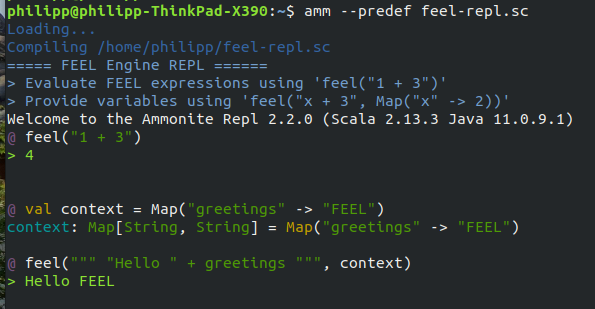 philipp@philipp-ThinkPad-X390:~$ amm --predef feel-repl.sc
Loading...
Compiling /home/philipp/feel-repl.sc
===== FEEL Engine REPL ======
> Evaluate FEEL expressions using 'feel("1 + 3")'
> Provide variables using 'feel("x + 3", Map("x" -> 2))'
Welcome to the Ammonite Repl 2.2.0 (Scala 2.13.3 Java 11.0.9.1)
@ feel("1 + 3")
> 4
@ val context = Map("greetings" -> "FEEL")
context: Map[String, String] = Map("greetings" -> "FEEL")
@ feel(""" "Hello " + greetings """, context)
> Hello FEEL